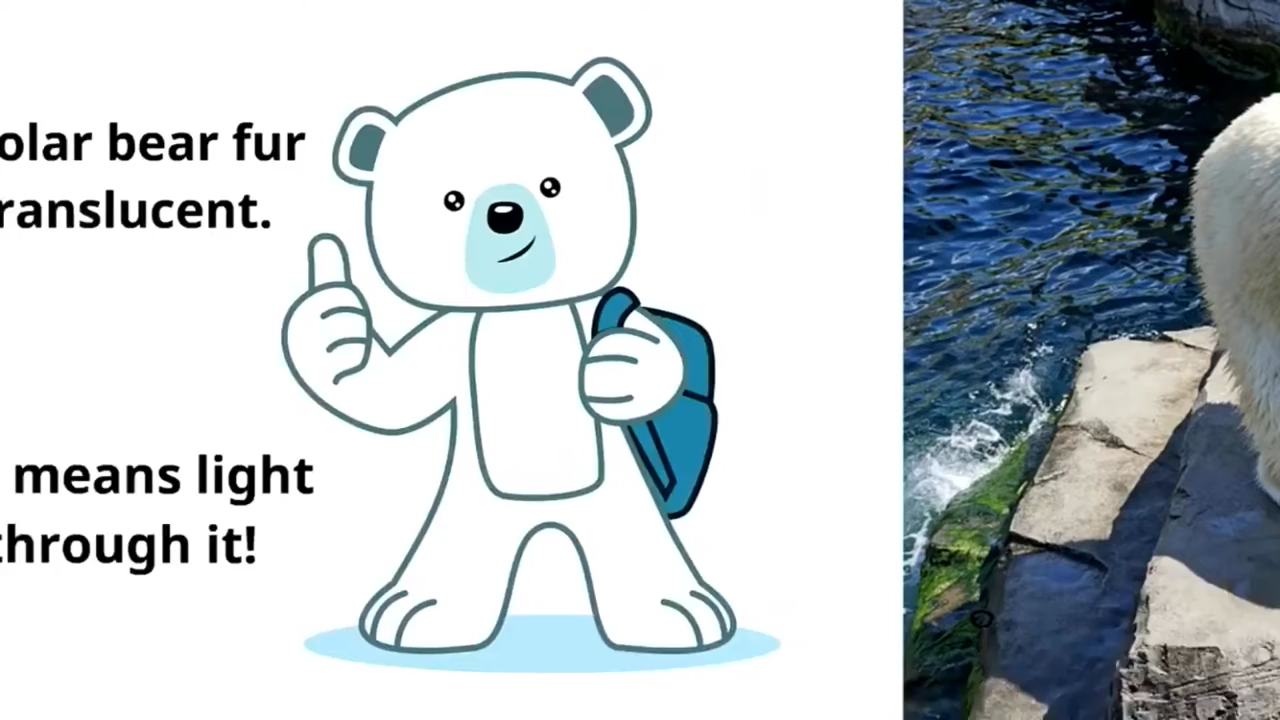 olar bear fur
ranslucent.
means light
through it!